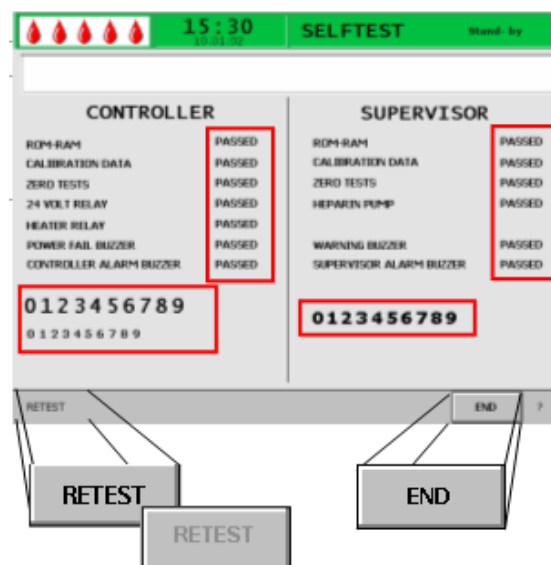 15:30 SELFTEST Stand-by
10.01.02
CONTROLLER
ROM-RAM PASSED
CALIBRATION DATA PASSED
ZERO TESTS PASSED
24 VOLT RELAY PASSED
HEATER RELAY PASSED
POWER FAIL BUZZER PASSED
CONTROLLER ALARM BUZZER PASSED
0123456789
0123456789
SUPERVISOR
ROM-RAM PASSED
CALIBRATION DATA PASSED
ZERO TESTS PASSED
HEPARIN PUMP PASSED
WARNING BUZZER PASSED
SUPERVISOR ALARM BUZZER PASSED
0123456789
RETEST END ?
RETEST
END
RETEST